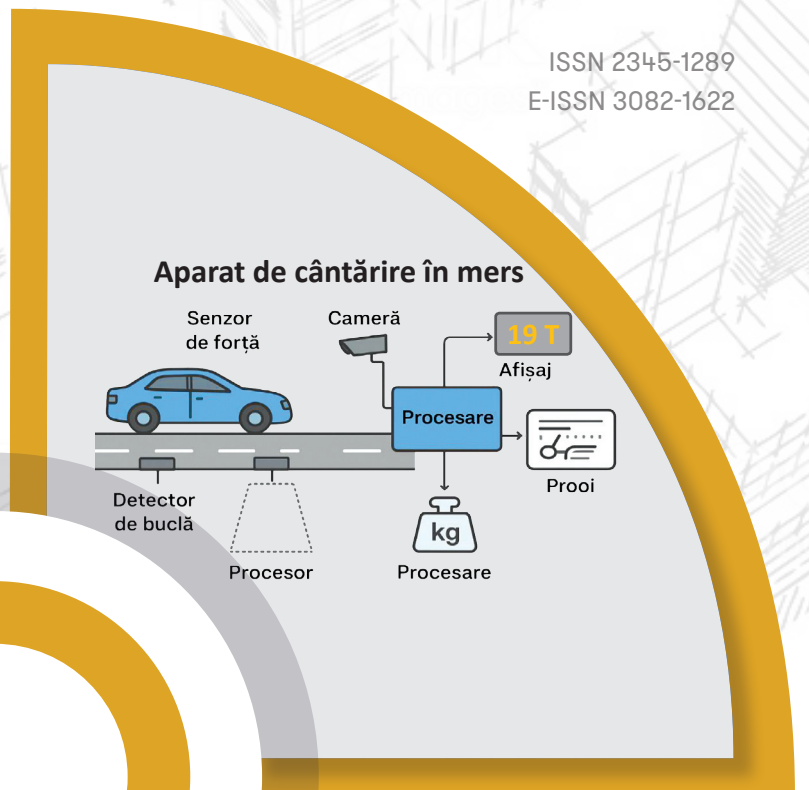 ISSN 2345-1289
E-ISSN 3082-1622
Aparat de cântărire în mers
Senzor
de forță
Cameră
19 T
Afișaj
Procesare
Prooi
Detector
de buclă
Procesor
kg
Procesare